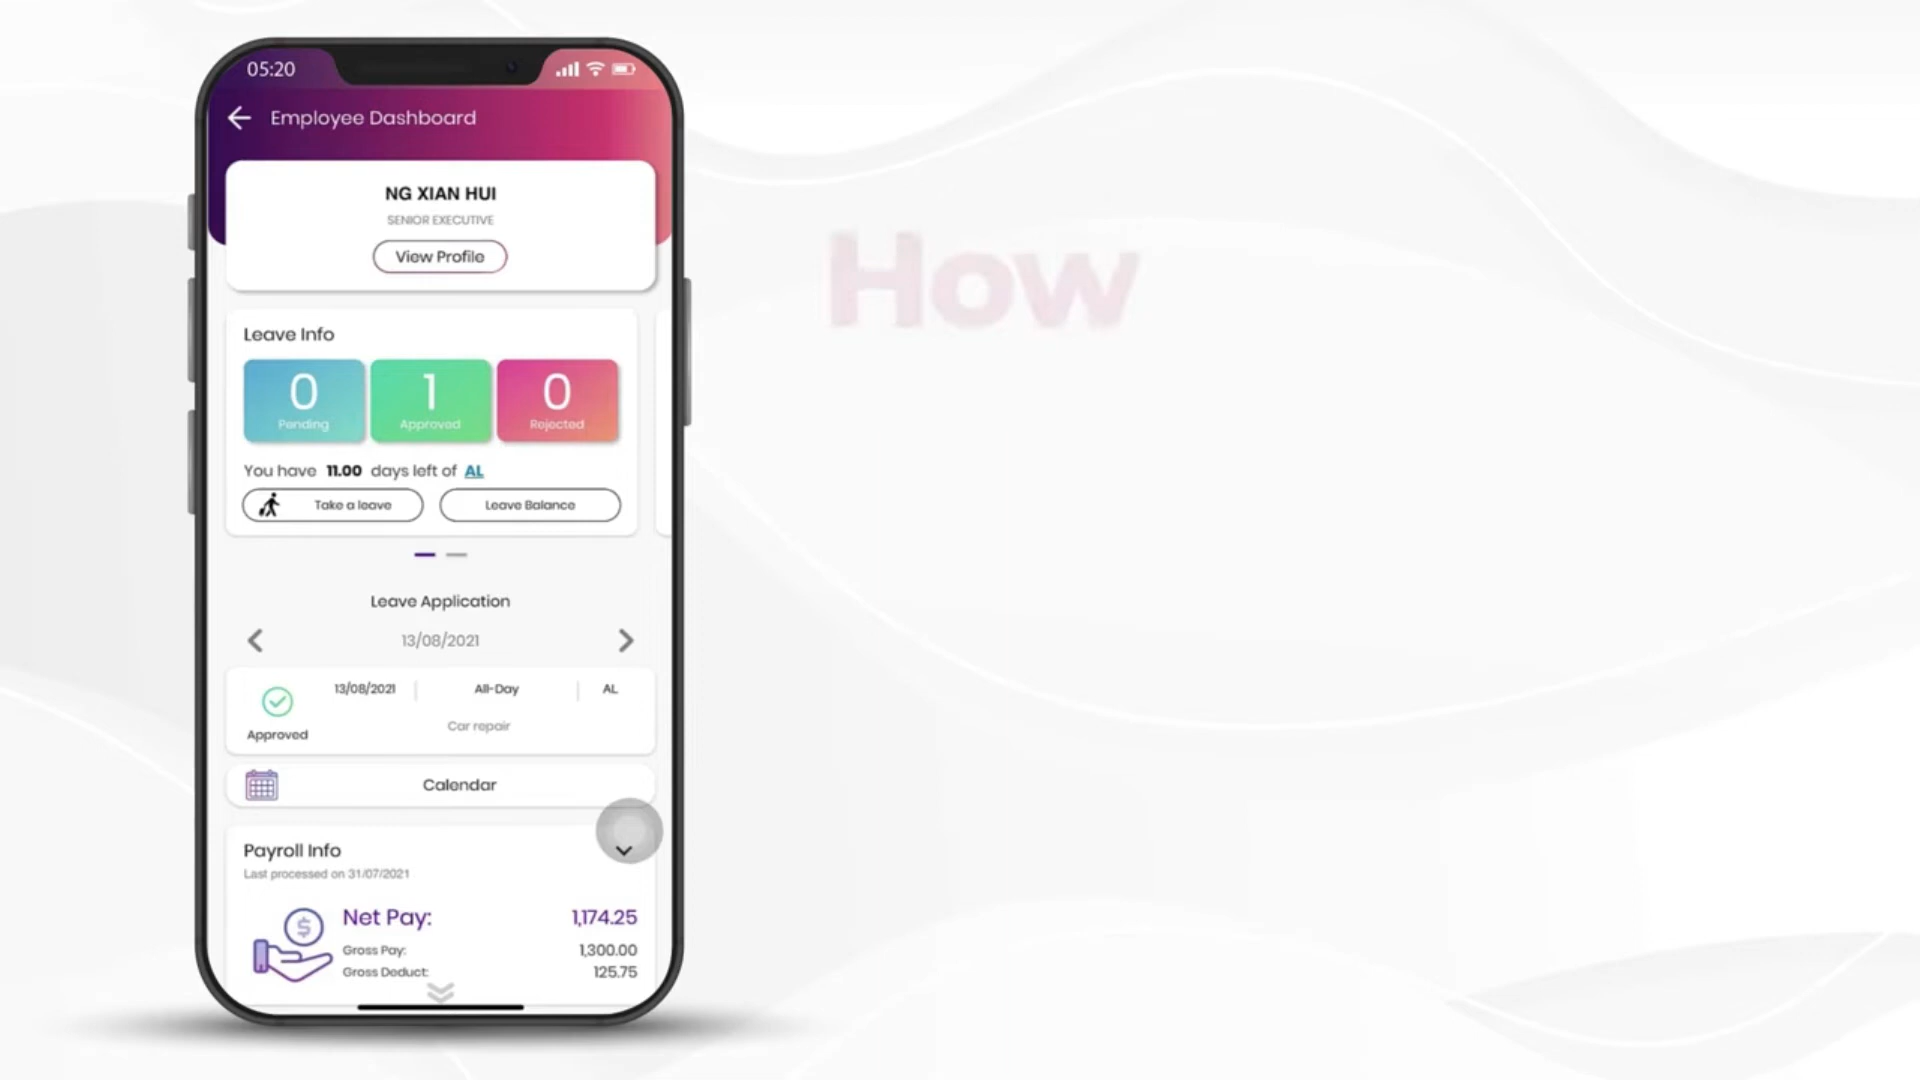 05:20
Employee Dashboard
NG XIAN HUI
SENIOR EXECUTIVE
View Profile
How
Leave Info
0 1 0
Pending Approved Rejected
You have 11.00 days left of AL
Take a leave Leave Balance
Leave Application
13/08/2021
13/08/2021 All-Day AL
Car repair
Approved
Calendar
Payroll Info
Last processed on 31/07/2021
Net Pay: 1,174.25
Gross Pay: 1,300.00
Gross Deduct: 125.75